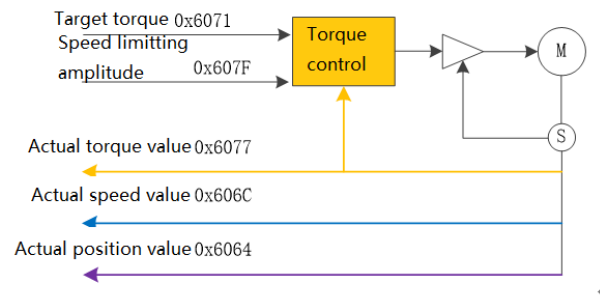 Target torque 0x6071
Speed limitting
amplitude 0x607F
Torque
control
M
S
Actual torque value 0x6077
Actual speed value 0x606C
Actual position value 0x6064